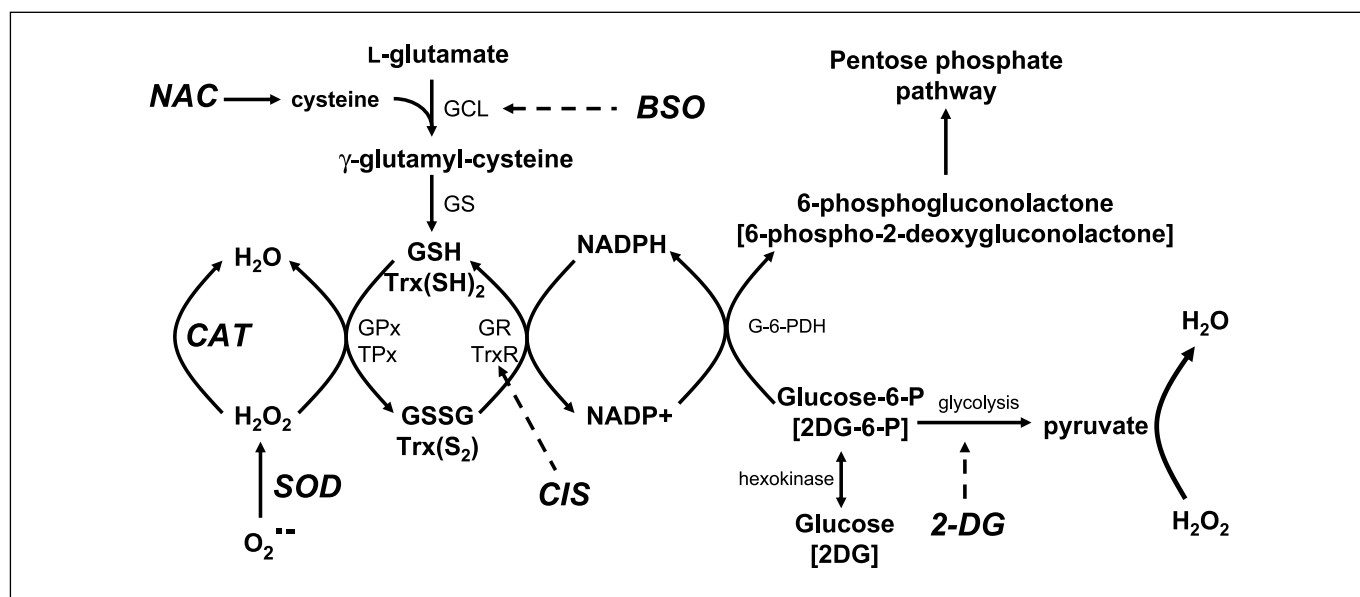 L-glutamate
NAC
cysteine
GCL
BSO
γ-glutamyl-cysteine
GS
Pentose phosphate
pathway
6-phosphogluconolactone
[6-phospho-2-deoxygluconolactone]
H₂O
GSH
Trx(SH)₂
NADPH
CAT
GPx
TPx
GR
TrxR
G-6-PDH
H₂O
H₂O₂
GSSG
Trx(S₂)
NADP+
Glucose-6-P
[2DG-6-P]
glycolysis
pyruvate
SOD
CIS
hexokinase
2-DG
H₂O₂
O₂˙˙
Glucose
[2DG]